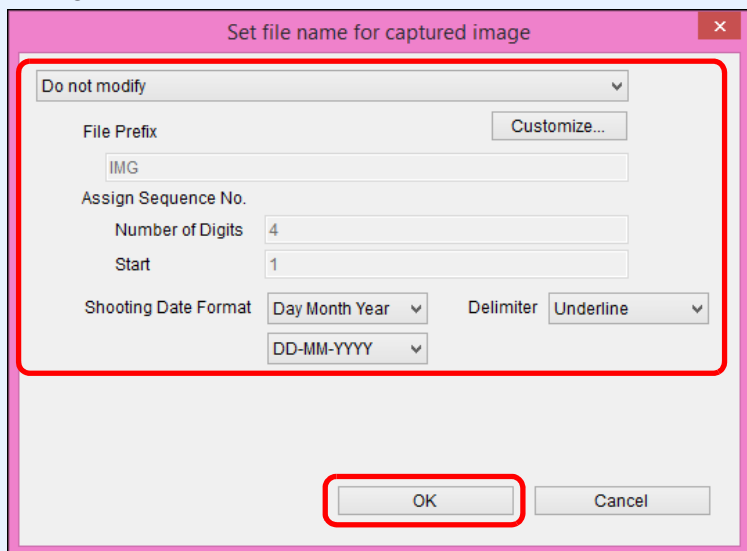 Set file name for captured image
Do not modify
File Prefix Customize...
IMG
Assign Sequence No.
Number of Digits 4
Start 1
Shooting Date Format Day Month Year Delimiter Underline
DD-MM-YYYY
OK Cancel